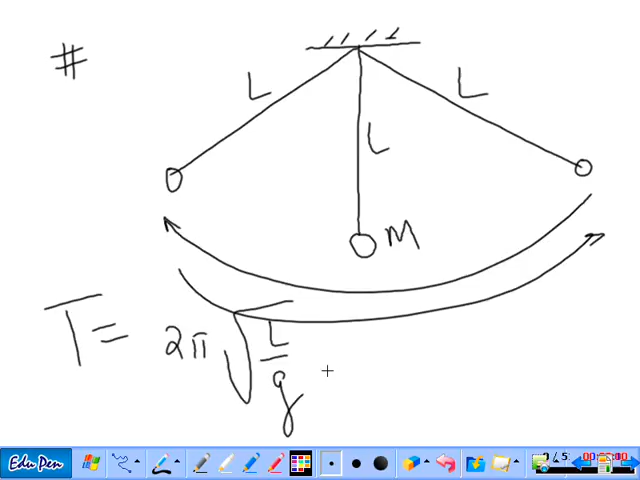 #
L
L
L
M
T = 2π√(L/g)
Edu Pen